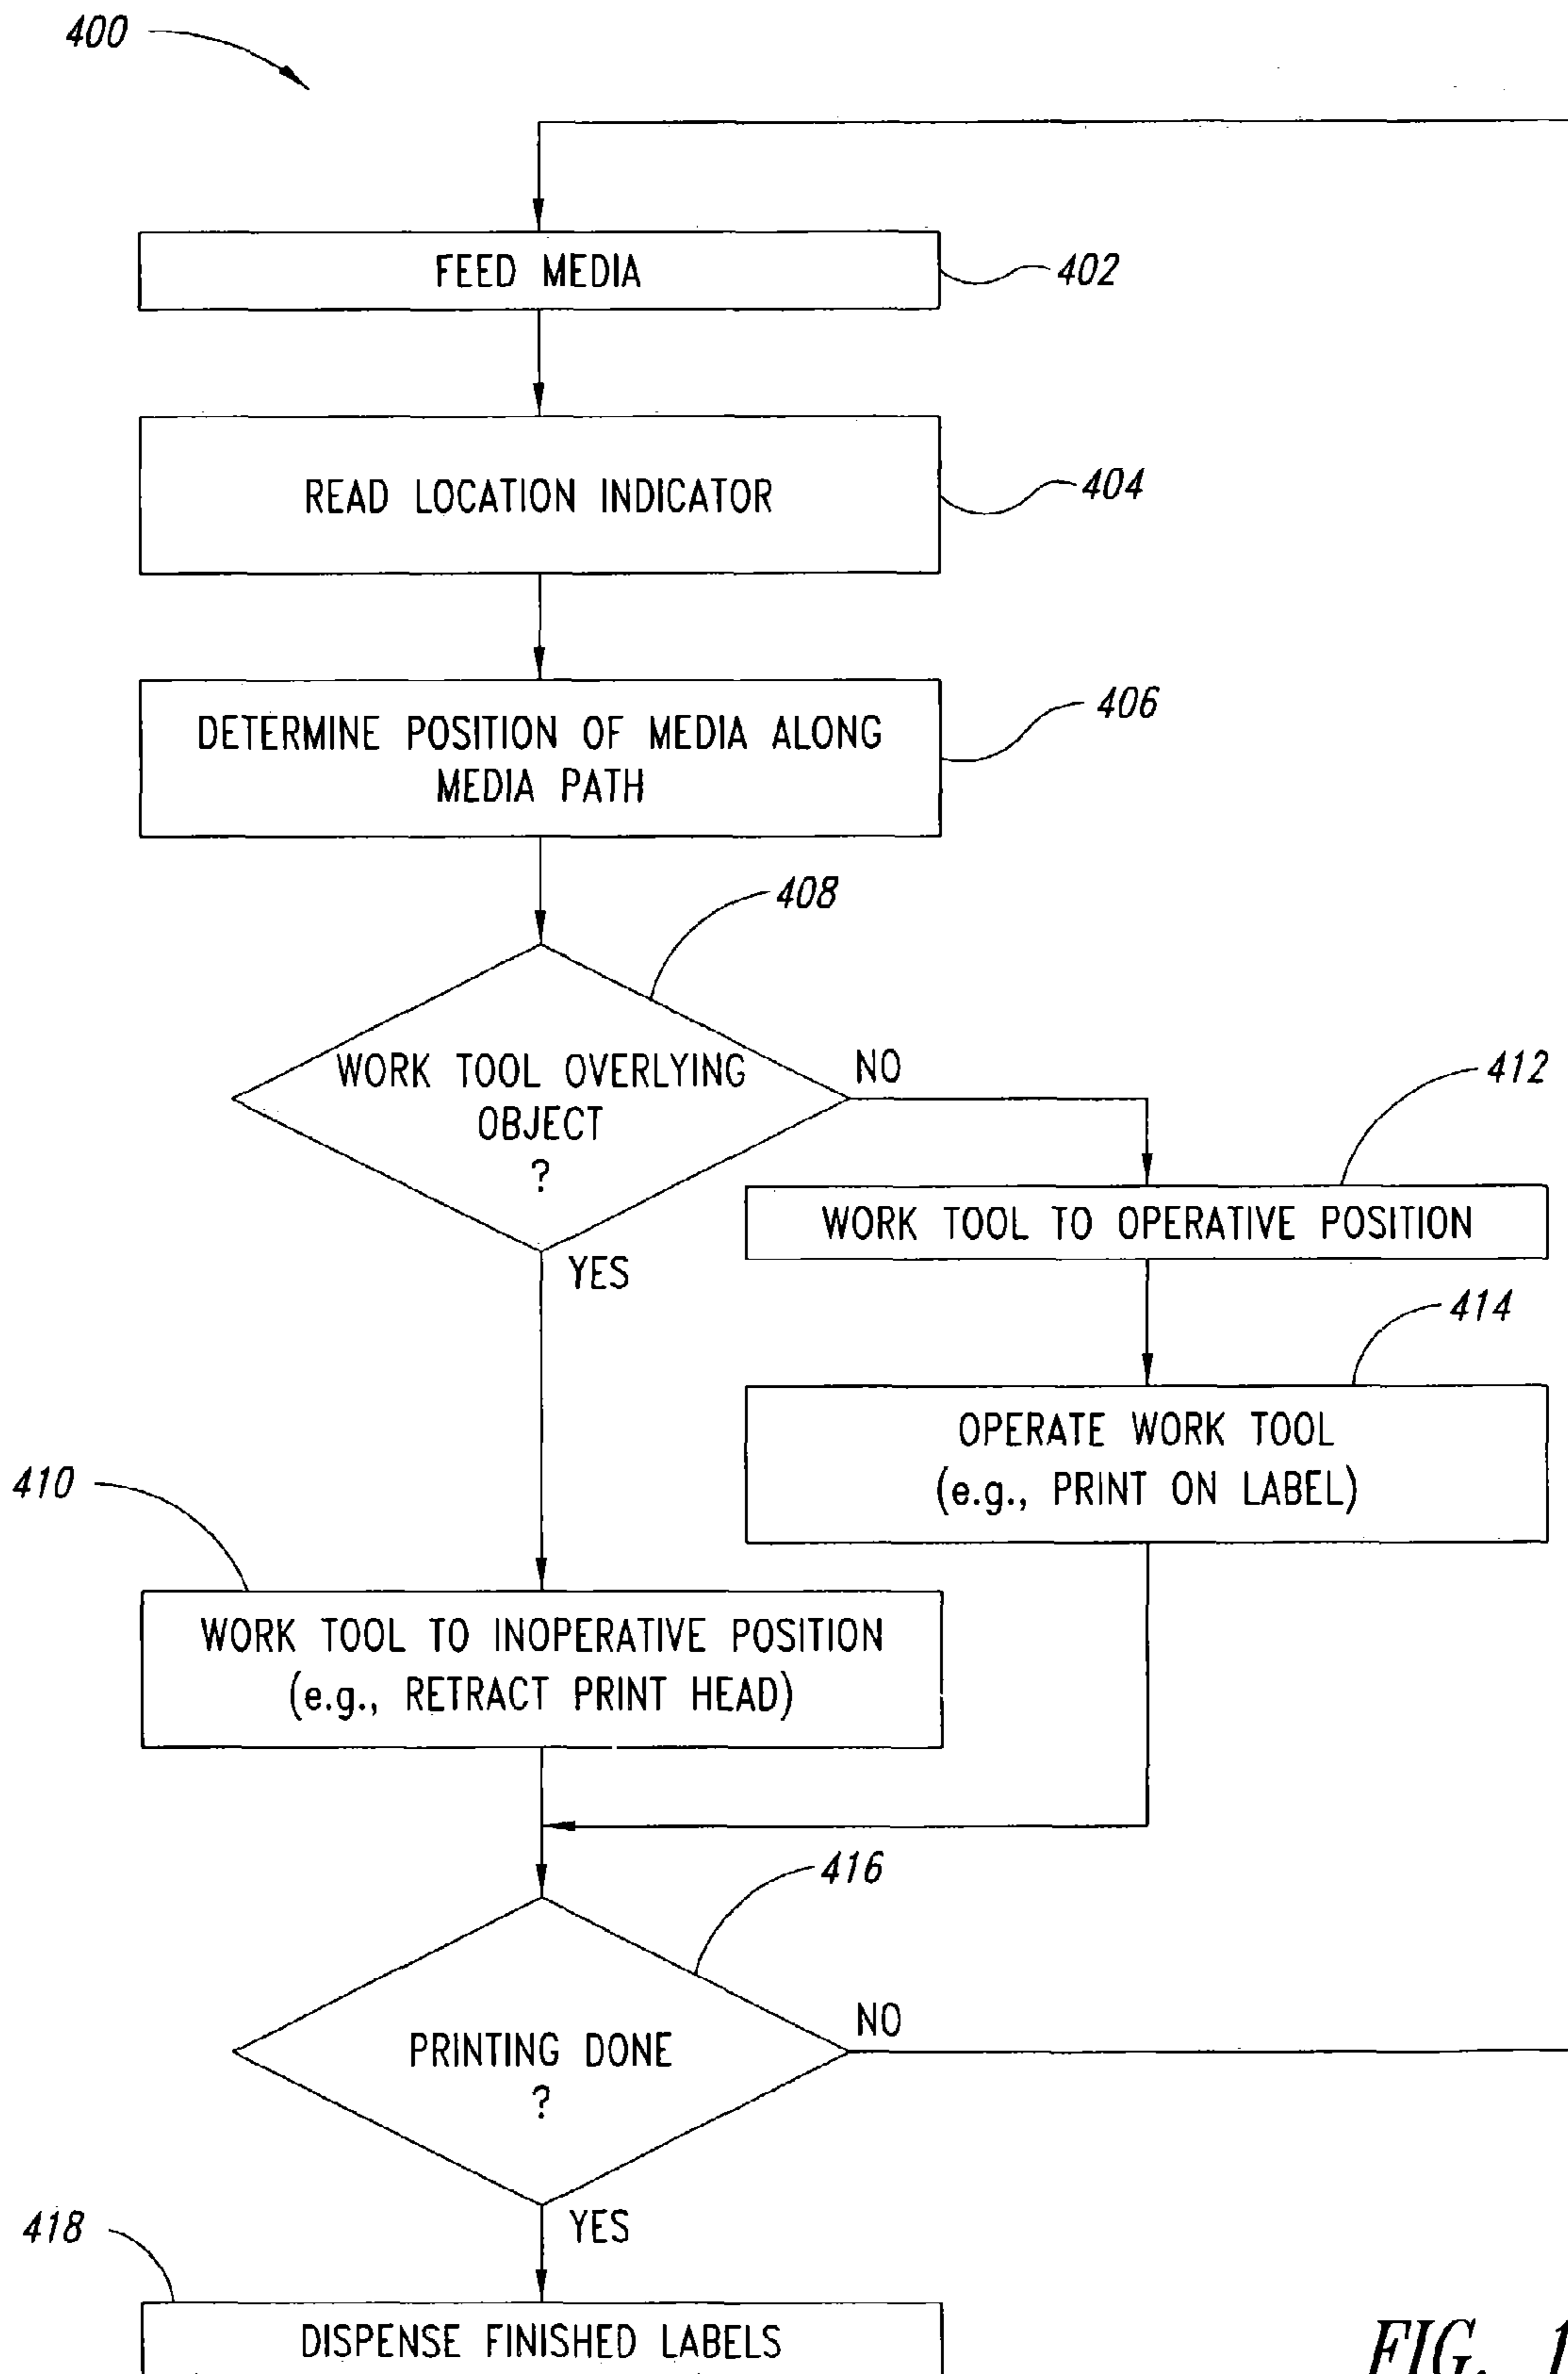 400
FEED MEDIA
402
READ LOCATION INDICATOR
404
DETERMINE POSITION OF MEDIA ALONG
MEDIA PATH
406
408
WORK TOOL OVERLYING
OBJECT
?
NO
YES
412
WORK TOOL TO OPERATIVE POSITION
414
OPERATE WORK TOOL
(e.g., PRINT ON LABEL)
410
WORK TOOL TO INOPERATIVE POSITION
(e.g., RETRACT PRINT HEAD)
416
PRINTING DONE
?
NO
YES
418
DISPENSE FINISHED LABELS
FIG.